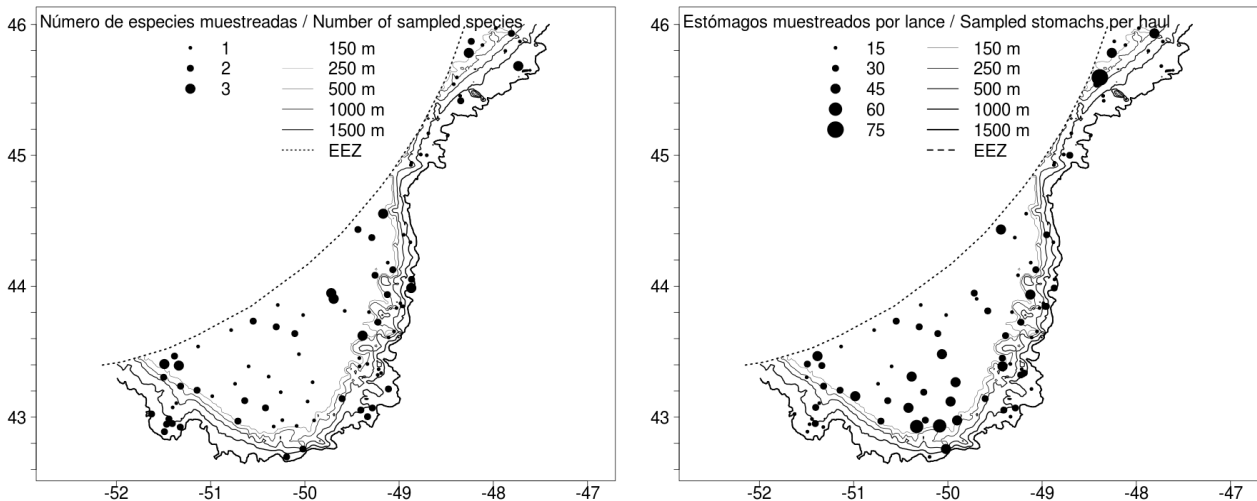 Número de especies muestreadas / Number of sampled species
1
2
3
150 m
250 m
500 m
1000 m
1500 m
EEZ
46
45
44
43
-52
-51
-50
-49
-48
-47
Estómagos muestreados por lance / Sampled stomachs per haul
15
30
45
60
75
150 m
250 m
500 m
1000 m
1500 m
EEZ
46
45
44
43
-52
-51
-50
-49
-48
-47